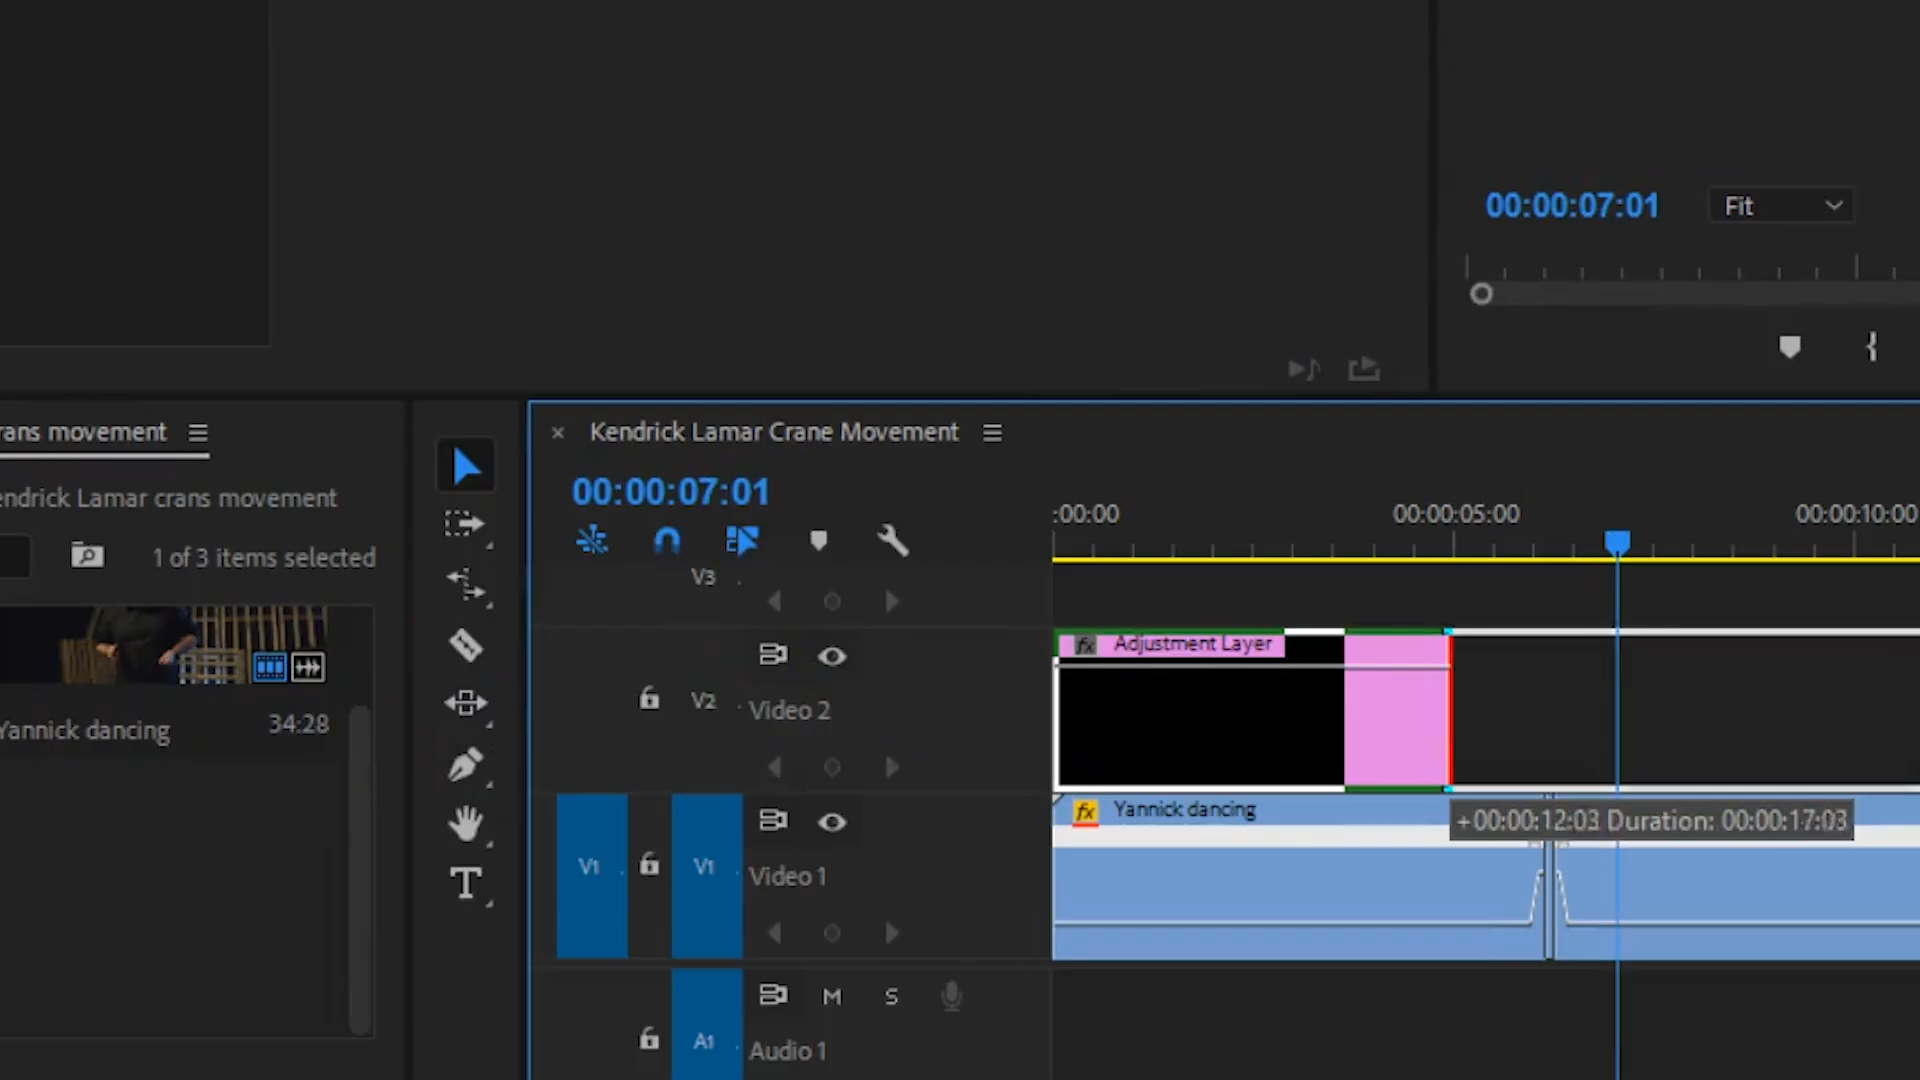 00:00:07:01
Fit
rans movement
endrick Lamar crans movement
1 of 3 items selected
Yannick dancing
34:28
Kendrick Lamar Crane Movement
00:00:07:01
:00:00
00:00:05:00
00:00:10:00
V3
fx Adjustment Layer
V2
Video 2
fx Yannick dancing
+00:00:12:03 Duration: 00:00:17:03
V1
V1
Video 1
M
S
A1
Audio 1
T